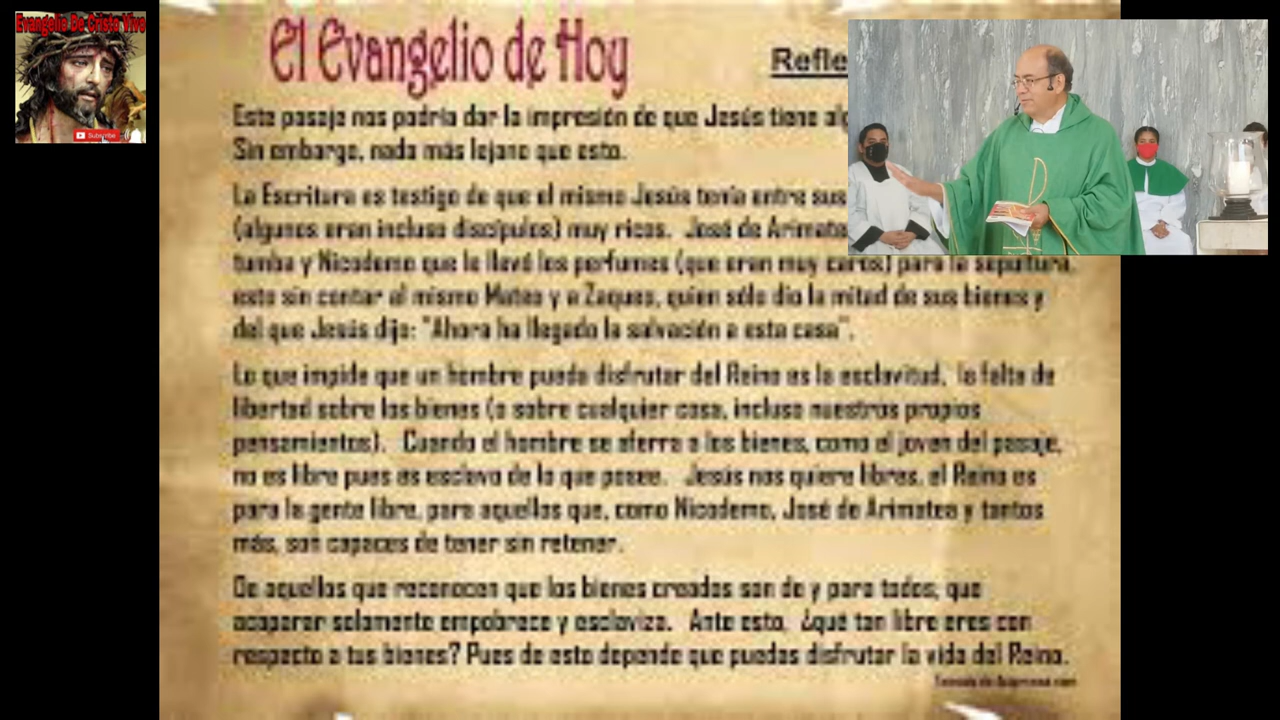 Evangelio De Cristo Vivo
Subscribe
El Evangelio de Hoy
Refle
Este pasaje nos podría dar la impresión de que Jesús tiene alg
Sin embargo, nada más lejano que esto.
La Escritura es testigo de que el mismo Jesús tenía entre sus
(algunos eran incluso discípulos) muy ricos. José de Arimate
tumba y Nicodemo que le llevó los perfumes (que eran muy caros) para la sepultura,
esto sin contar al mismo Mateo y a Zaqueo, quien sólo dio la mitad de sus bienes y
del que Jesús dijo: "Ahora ha llegado la salvación a esta casa".
Lo que impide que un hombre pueda disfrutar del Reino es la esclavitud, la falta de
libertad sobre los bienes (o sobre cualquier cosa, incluso nuestros propios
pensamientos). Cuando el hombre se aferra a los bienes, como el joven del pasaje,
no es libre pues es esclavo de lo que posee. Jesús nos quiere libres, el Reino es
para la gente libre, para aquellos que, como Nicodemo, José de Arimatea y tantos
más, son capaces de tener sin retener.
De aquellos que reconocen que los bienes creados son de y para todos, que
acaparar solamente empobrece y esclaviza. Ante esto, ¿qué tan libre eres con
respecto a tus bienes? Pues de esto depende que puedas disfrutar la vida del Reino.